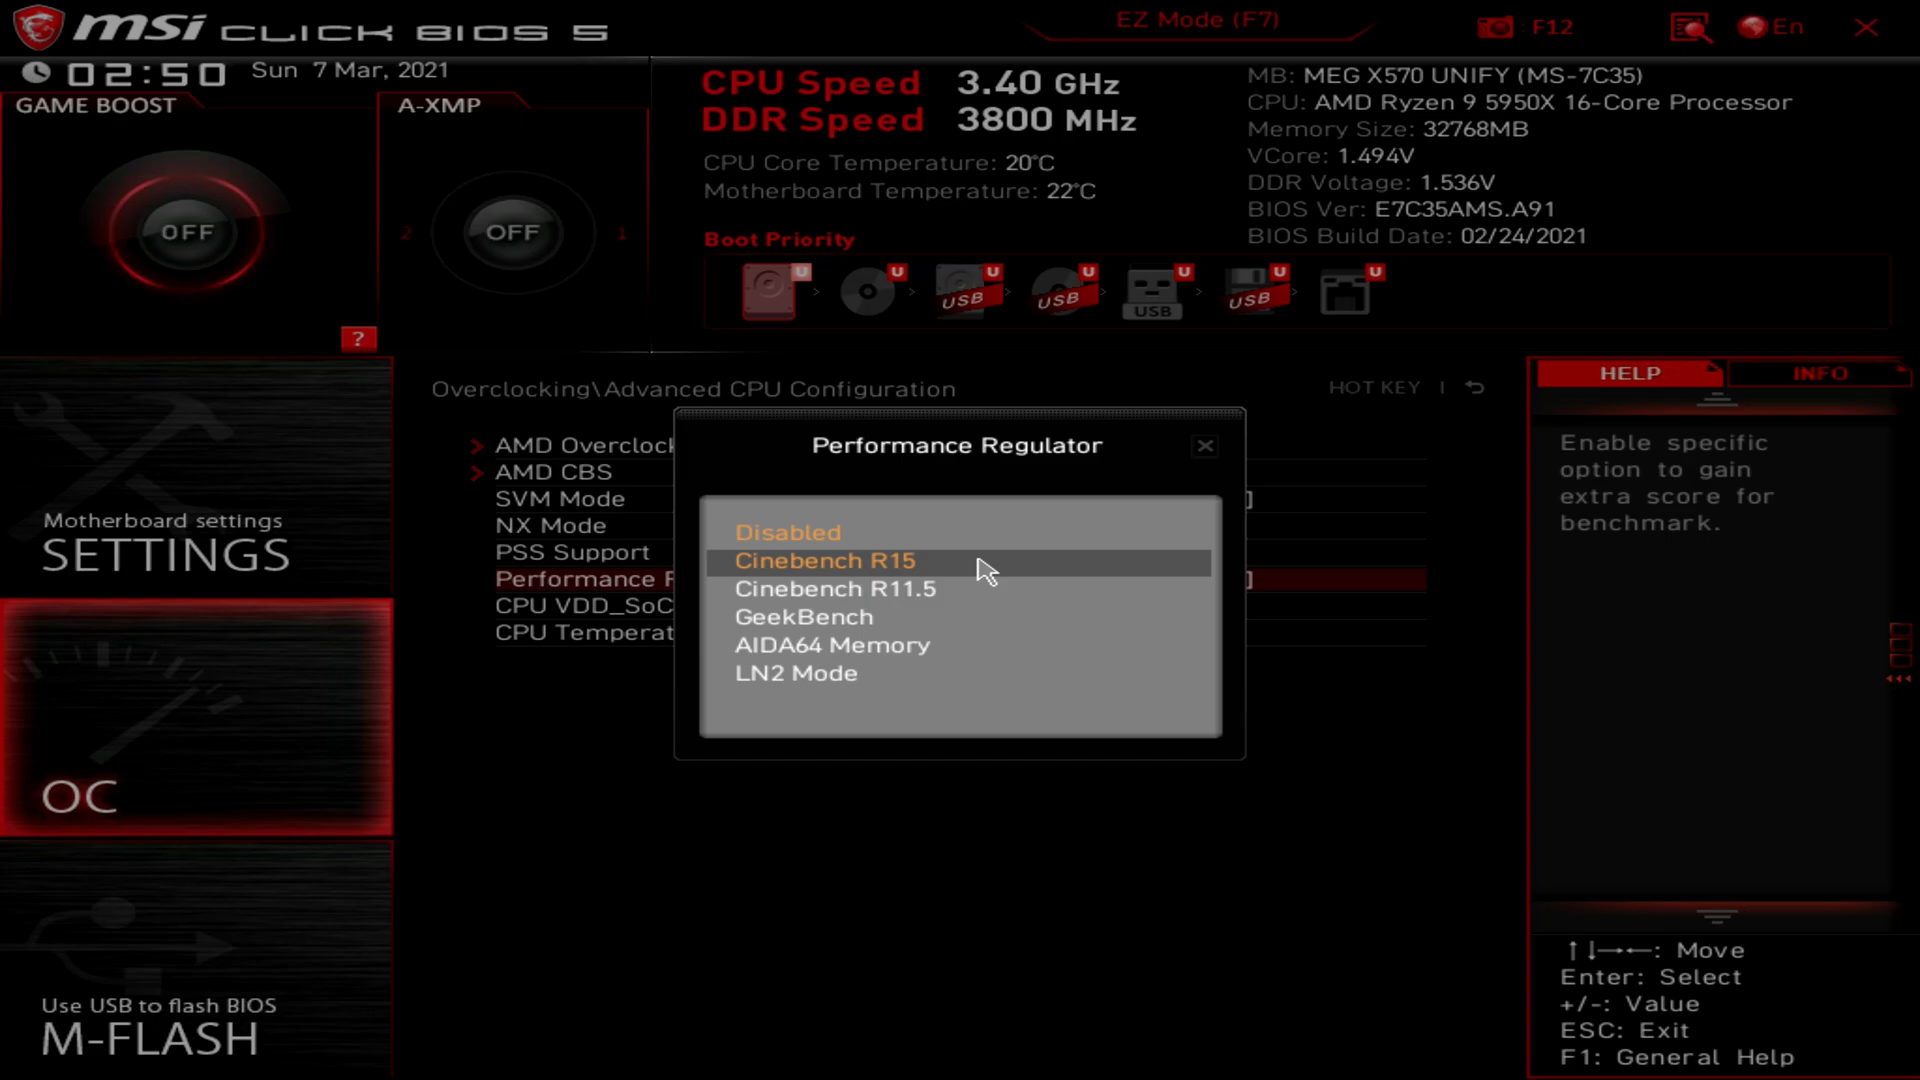 msi CLICK BIOS 5
EZ Mode (F7)
: F12
En
02:50 Sun 7 Mar, 2021
GAME BOOST
OFF
?
A-XMP
2 OFF 1
CPU Speed 3.40 GHz
DDR Speed 3800 MHz
CPU Core Temperature: 20°C
Motherboard Temperature: 22°C
MB: MEG X570 UNIFY (MS-7C35)
CPU: AMD Ryzen 9 5950X 16-Core Processor
Memory Size: 32768MB
VCore: 1.494V
DDR Voltage: 1.536V
BIOS Ver: E7C35AMS.A91
BIOS Build Date: 02/24/2021
Boot Priority
U U U U U U U
USB USB USB USB
Motherboard settings
SETTINGS
OC
Use USB to flash BIOS
M-FLASH
Overclocking\Advanced CPU Configuration
HOT KEY |
AMD Overclock
AMD CBS
SVM Mode ]
NX Mode
PSS Support
Performance R ]
CPU VDD_SoC
CPU Temperat
Performance Regulator
Disabled
Cinebench R15
Cinebench R11.5
GeekBench
AIDA64 Memory
LN2 Mode
HELP
INFO
Enable specific
option to gain
extra score for
benchmark.
↑↓→←: Move
Enter: Select
+/-: Value
ESC: Exit
F1: General Help